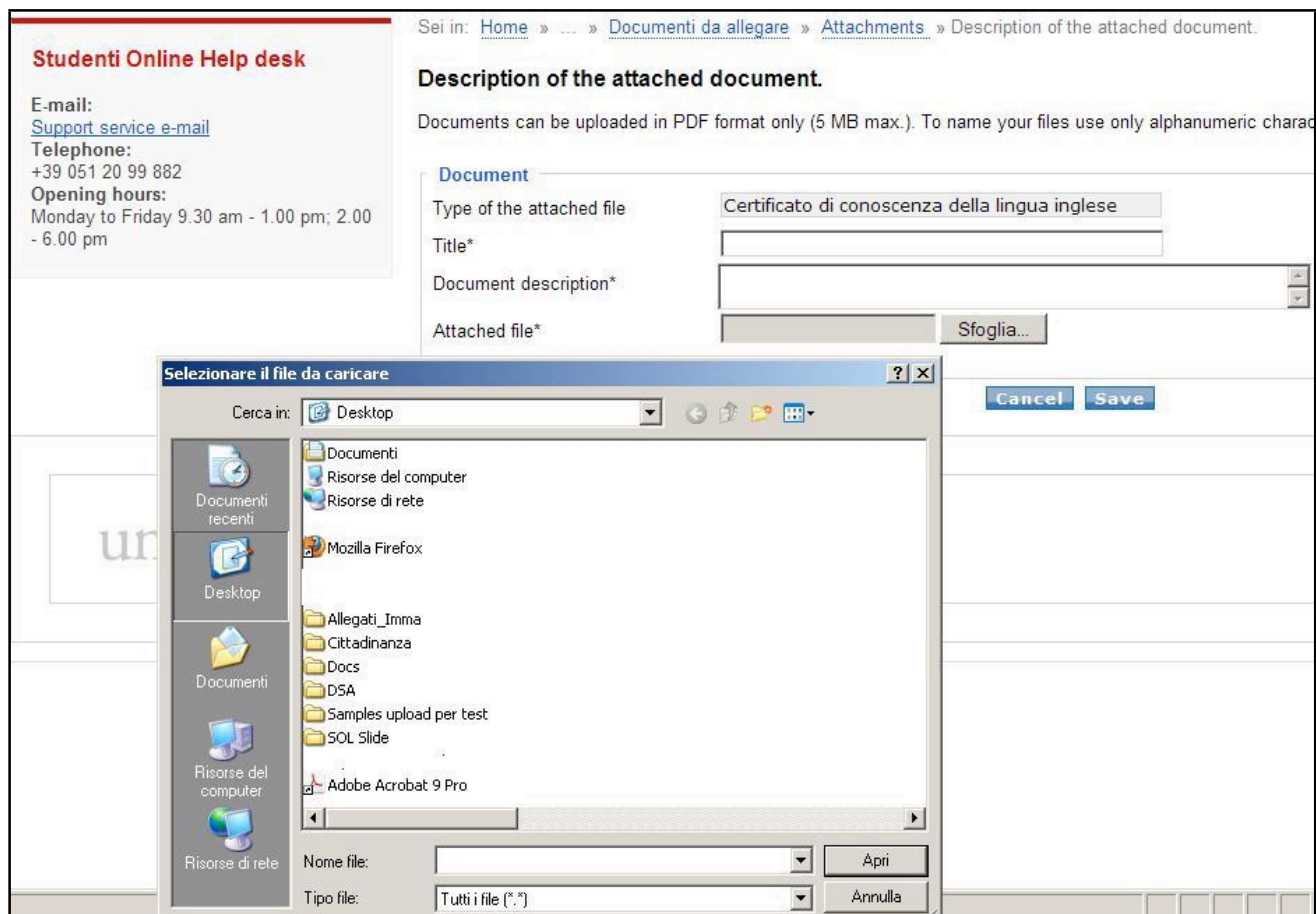 Sei in: Home » ... » Documenti da allegare » Attachments » Description of the attached document.
Studenti Online Help desk
E-mail:
Support service e-mail
Telephone:
+39 051 20 99 882
Opening hours:
Monday to Friday 9.30 am - 1.00 pm; 2.00
- 6.00 pm
Description of the attached document.
Documents can be uploaded in PDF format only (5 MB max.). To name your files use only alphanumeric charac
Document
Type of the attached file
Certificato di conoscenza della lingua inglese
Title*
Document description*
Attached file*
Sfoglia...
Cancel
Save
Selezionare il file da caricare
Cerca in:
Desktop
Documenti
recenti
Desktop
Documenti
Risorse del
computer
Risorse di rete
Documenti
Risorse del computer
Risorse di rete
Mozilla Firefox
Allegati_Imma
Cittadinanza
Docs
DSA
Samples upload per test
SOL Slide
Adobe Acrobat 9 Pro
Nome file:
Apri
Tipo file:
Tutti i file (*.*)
Annulla